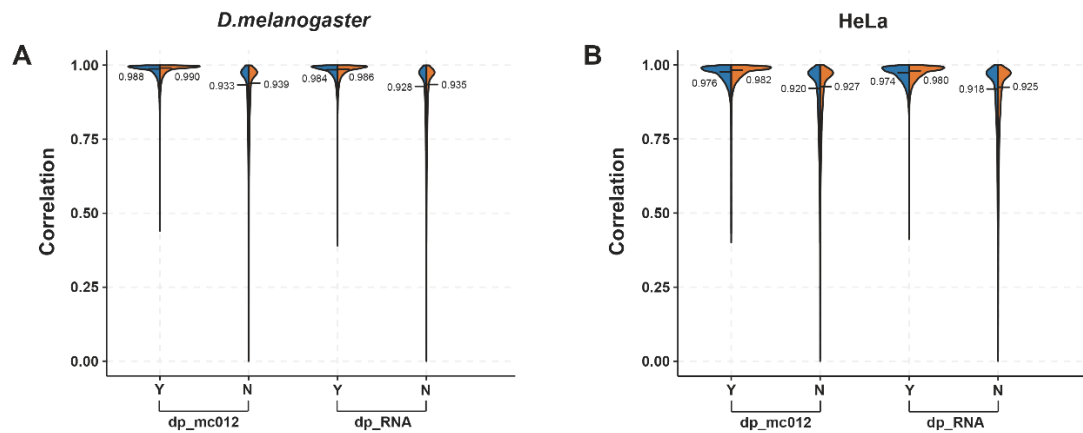 D.melanogaster
HeLa
A
B
Correlation
1.00
0.75
0.50
0.25
0.00
0.988
0.990
0.933
0.939
0.984
0.986
0.928
0.935
Y
N
Y
N
dp_mc012
dp_RNA
Correlation
1.00
0.75
0.50
0.25
0.00
0.976
0.982
0.920
0.927
0.974
0.980
0.918
0.925
Y
N
Y
N
dp_mc012
dp_RNA